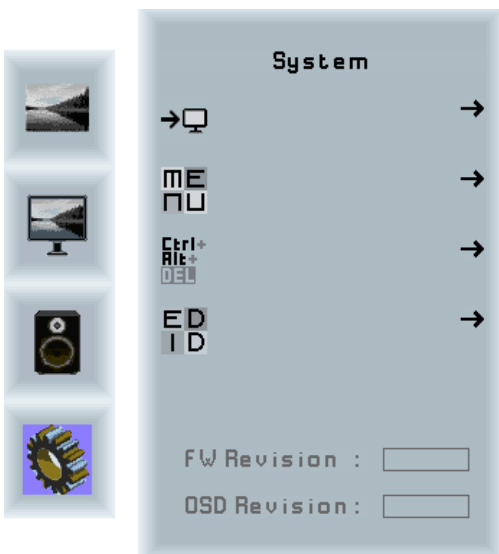 System
ME
NU
Ctrl+
Alt+
DEL
ED
ID
FW Revision :
OSD Revision :